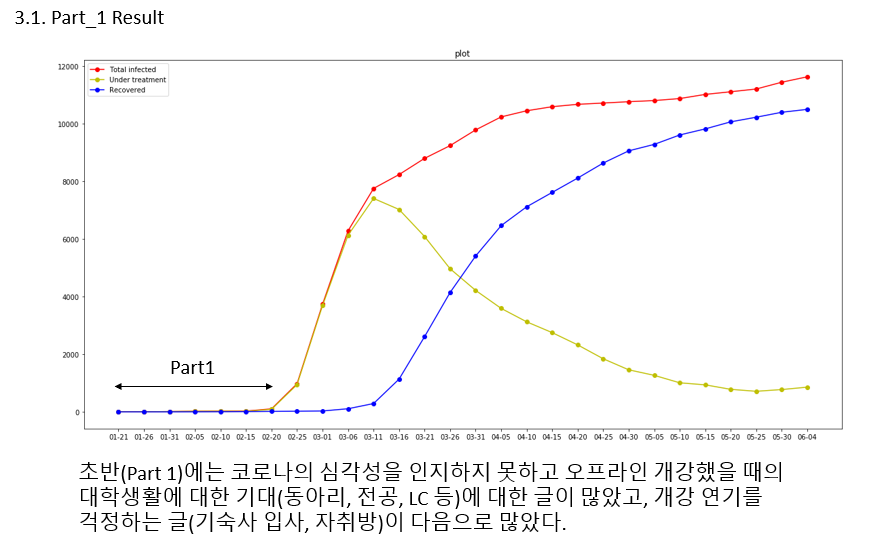 3.1. Part_1 Result
plot
Total infected
Under treatment
Recovered
12000
10000
8000
6000
4000
2000
0
Part1
01-21 01-26 01-31 02-05 02-10 02-15 02-20 02-25 03-01 03-06 03-11 03-16 03-21 03-26 03-31 04-05 04-10 04-15 04-20 04-25 04-30 05-05 05-10 05-15 05-20 05-25 05-30 06-04
초반(Part 1)에는 코로나의 심각성을 인지하지 못하고 오프라인 개강했을 때의
대학생활에 대한 기대(동아리, 전공, LC 등)에 대한 글이 많았고, 개강 연기를
걱정하는 글(기숙사 입사, 자취방)이 다음으로 많았다.